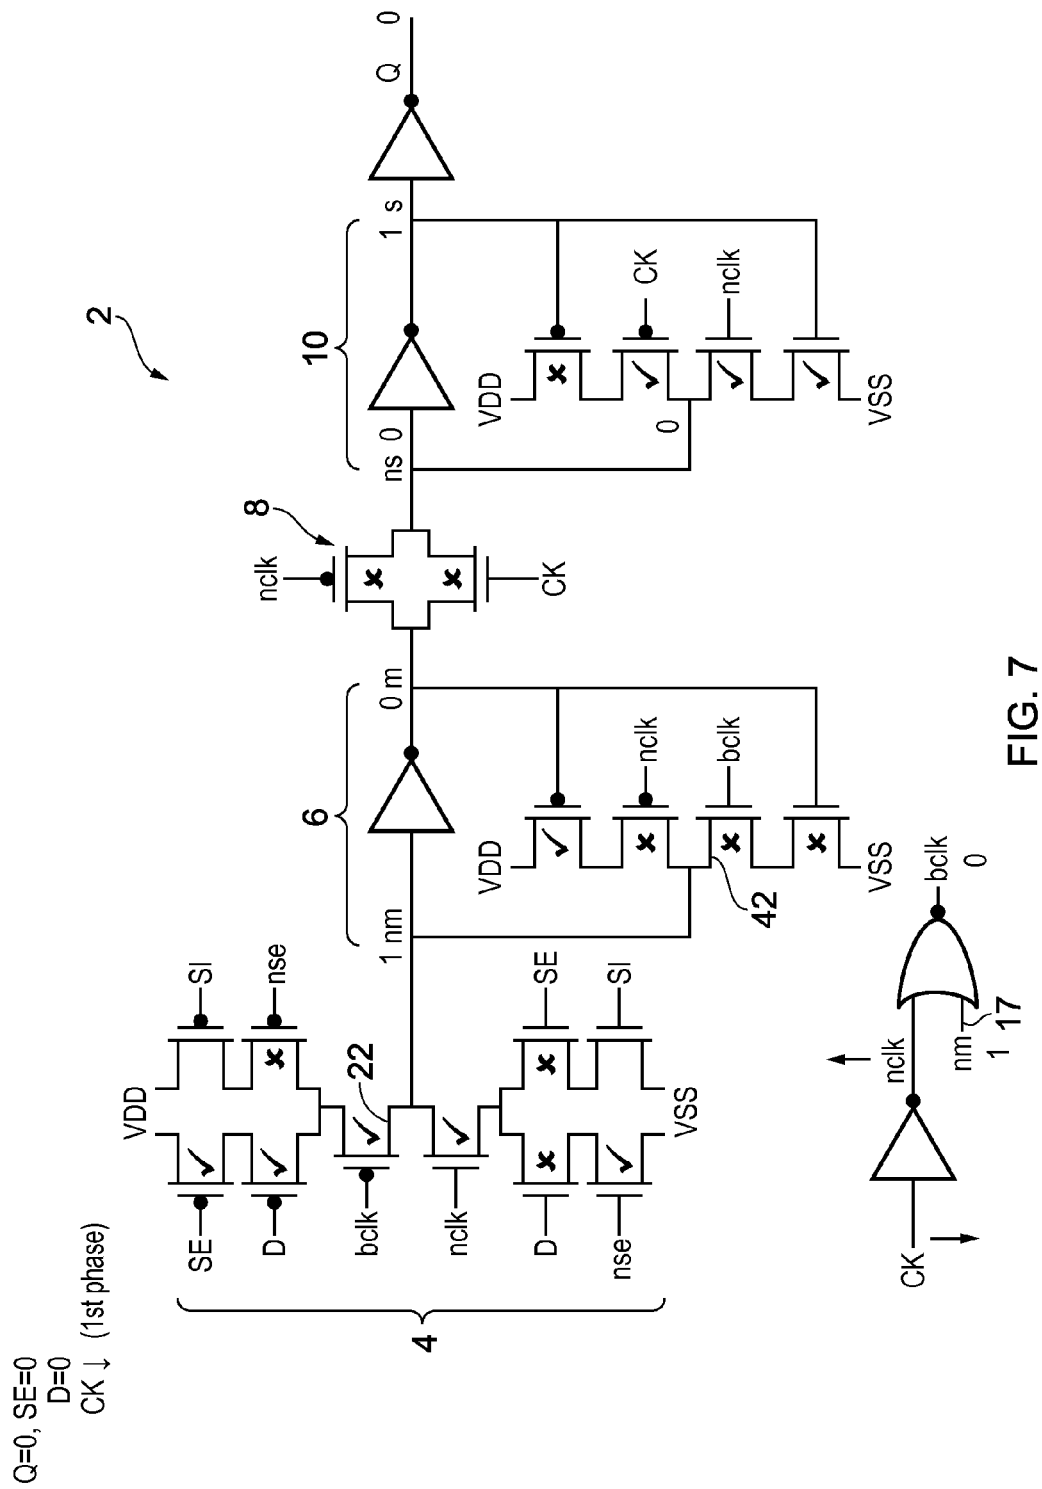 Q=0, SE=0
D=0
CK ↓ (1st phase)
2
4
VDD
SE
SI
D
nse
bclk
22
nclk
D
SE
nse
SI
VSS
6
1 nm
0 m
VDD
nclk
bclk
42
VSS
8
nclk
CK
10
ns 0
1 s
VDD
CK
0
nclk
VSS
Q 0
CK
nclk
nm
1
17
bclk
0
FIG. 7